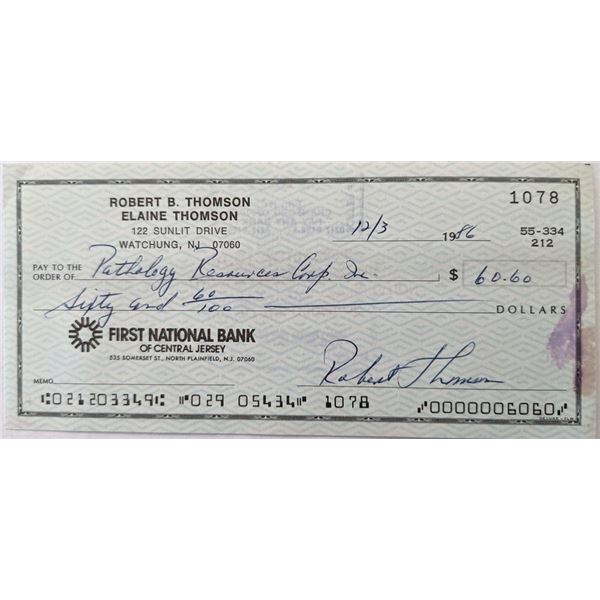 ROBERT B. THOMSON
ELAINE THOMSON
122 SUNLIT DRIVE
WATCHUNG, NJ 07060
1078
12/3 1986
55-334
212
PAY TO THE ORDER OF Pathology Resources Corp. Inc. $ 60.60
Sixty and 60/100 DOLLARS
FIRST NATIONAL BANK
OF CENTRAL JERSEY
535 SOMERSET ST., NORTH PLAINFIELD, N.J. 07060
MEMO Robert Thomson
⑆021203349⑆ ⑈029 05434⑈ 1078 ⑈0000006060⑈